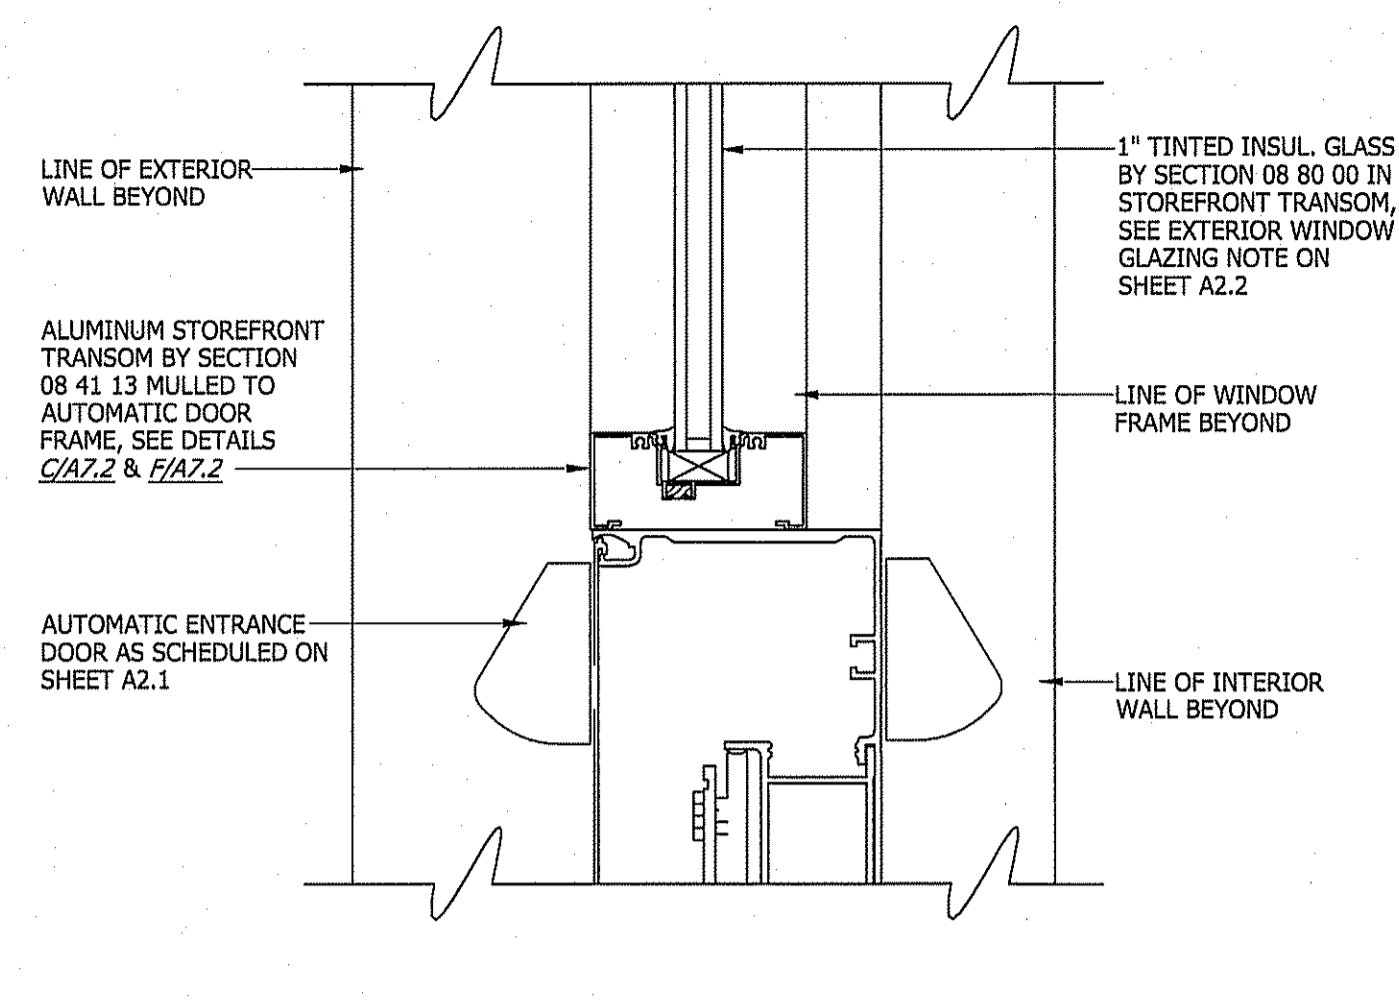 LINE OF EXTERIOR
WALL BEYOND
ALUMINUM STOREFRONT
TRANSOM BY SECTION
08 41 13 MULLED TO
AUTOMATIC DOOR
FRAME, SEE DETAILS
C/A7.2 & F/A7.2
AUTOMATIC ENTRANCE
DOOR AS SCHEDULED ON
SHEET A2.1
1" TINTED INSUL. GLASS
BY SECTION 08 80 00 IN
STOREFRONT TRANSOM,
SEE EXTERIOR WINDOW
GLAZING NOTE ON
SHEET A2.2
LINE OF WINDOW
FRAME BEYOND
LINE OF INTERIOR
WALL BEYOND